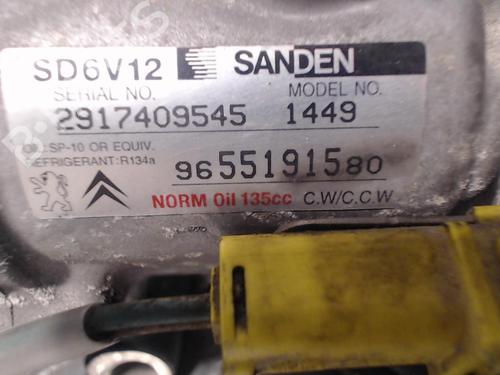 SD6V12 SANDEN
SERIAL NO. MODEL NO.
2917409545 1449
OIL:SP-10 OR EQUIV.
REFRIGERANT:R134a
9655191580
NORM Oil 135cc C.W/C.C.W